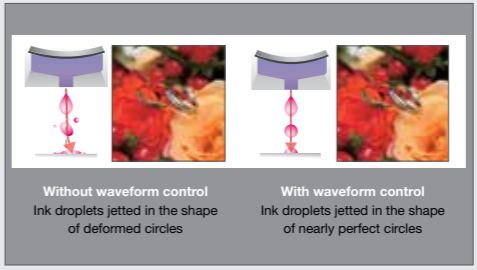 Without waveform control
Ink droplets jetted in the shape
of deformed circles
With waveform control
Ink droplets jetted in the shape
of nearly perfect circles